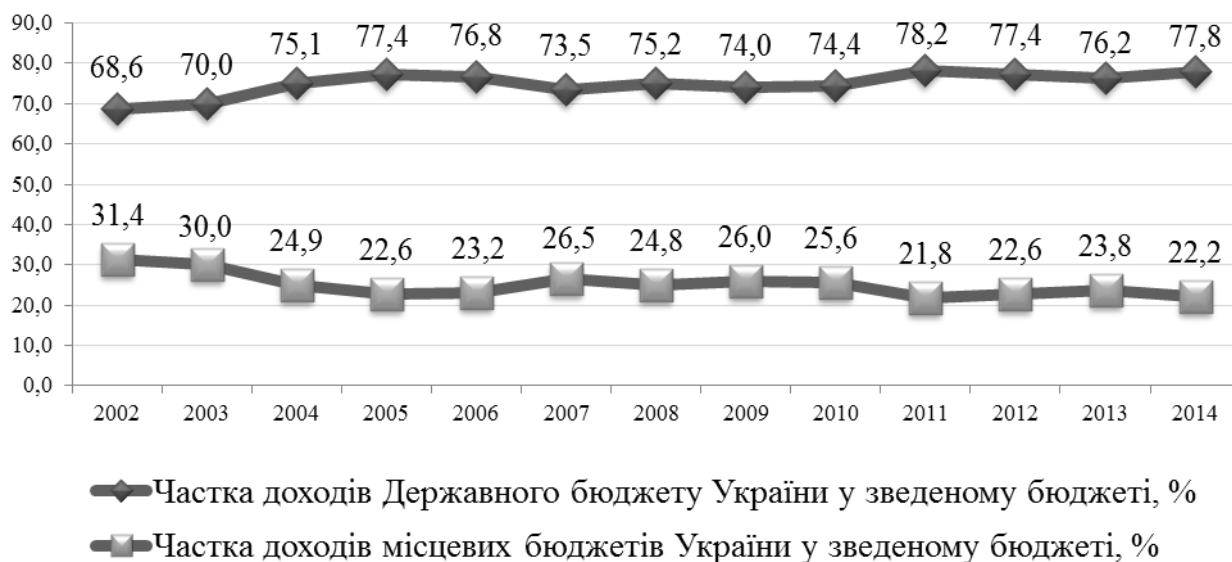 90,0
80,0
70,0
60,0
50,0
40,0
30,0
20,0
10,0
0,0
68,6 70,0 75,1 77,4 76,8 73,5 75,2 74,0 74,4 78,2 77,4 76,2 77,8
31,4 30,0 24,9 22,6 23,2 26,5 24,8 26,0 25,6 21,8 22,6 23,8 22,2
2002 2003 2004 2005 2006 2007 2008 2009 2010 2011 2012 2013 2014
Частка доходів Державного бюджету України у зведеному бюджеті, %
Частка доходів місцевих бюджетів України у зведеному бюджеті, %